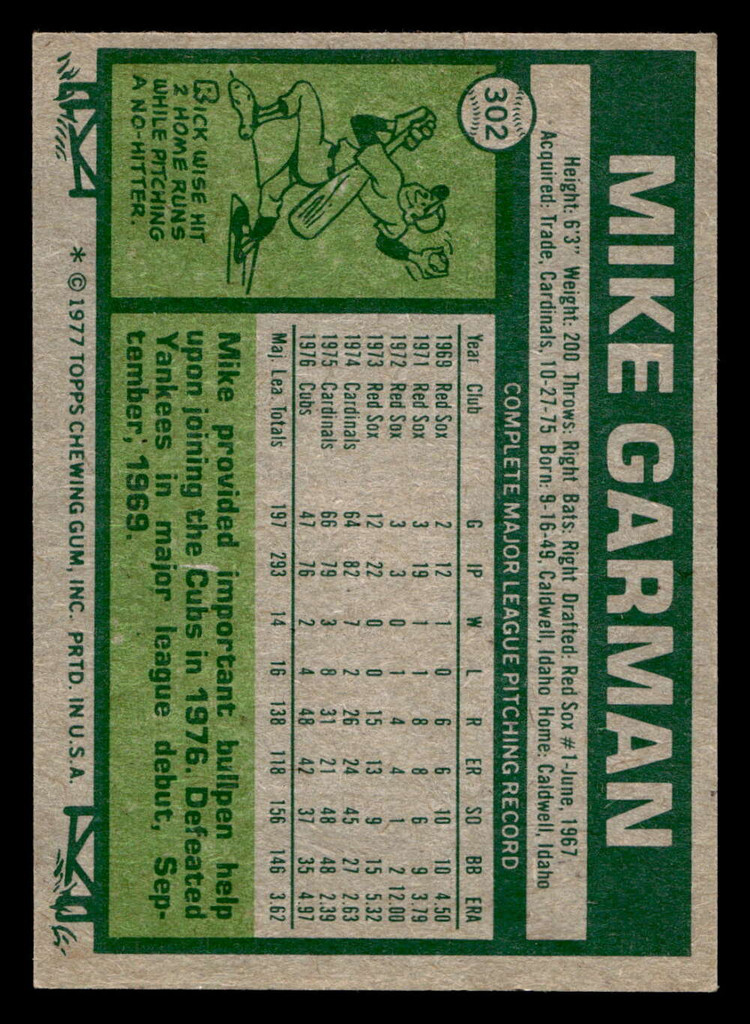 302
MIKE GARMAN
Height: 6'3" Weight: 200 Throws: Right Bats: Right Drafted: Red Sox #1-June, 1967
Acquired: Trade, Cardinals, 10-27-75 Born: 9-16-49, Caldwell, Idaho Home: Caldwell, Idaho
COMPLETE MAJOR LEAGUE PITCHING RECORD
Year Club G IP W L R ER SO BB ERA
1969 Red Sox 2 12 1 0 6 6 10 10 4.50
1971 Red Sox 3 19 1 1 8 8 6 9 3.79
1972 Red Sox 3 3 0 1 4 4 1 2 12.00
1973 Red Sox 12 22 0 0 15 13 9 15 5.32
1974 Cardinals 64 82 7 2 26 24 45 27 2.63
1975 Cardinals 66 79 3 8 31 21 48 48 2.39
1976 Cubs 47 76 2 4 48 42 37 35 4.97
Maj. Lea. Totals 197 293 14 16 138 118 156 146 3.62
RICK WISE HIT
2 HOME RUNS
WHILE PITCHING
A NO-HITTER.
Mike provided important bullpen help
upon joining the Cubs in 1976. Defeated
Yankees in major league debut, Sep-
tember, 1969.
* © 1977 TOPPS CHEWING GUM, INC. PRTD. IN U.S.A.